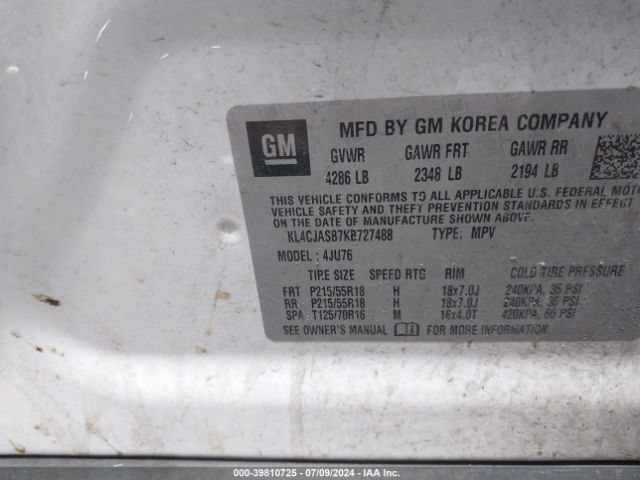 GM
MFD BY GM KOREA COMPANY
GVWR GAWR FRT GAWR RR
4286 LB 2348 LB 2194 LB
THIS VEHICLE CONFORMS TO ALL APPLICABLE U.S. FEDERAL MOTO
VEHICLE SAFETY AND THEFT PREVENTION STANDARDS IN EFFECT
ON THE DATE OF MANUFACTURE SHOWN ABOVE.
KL4CJASB7KB727488 TYPE: MPV
MODEL: 4JU76
TIRE SIZE SPEED RTG RIM COLD TIRE PRESSURE
FRT P215/55R18 H 18x7.0J 240KPA, 35 PSI
RR P215/55R18 H 18x7.0J 240KPA, 35 PSI
SPA T125/70R16 M 16x4.0T 420KPA, 60 PSI
SEE OWNER'S MANUAL FOR MORE INFORMATION.
000-39810725 - 07/09/2024 - IAA Inc.